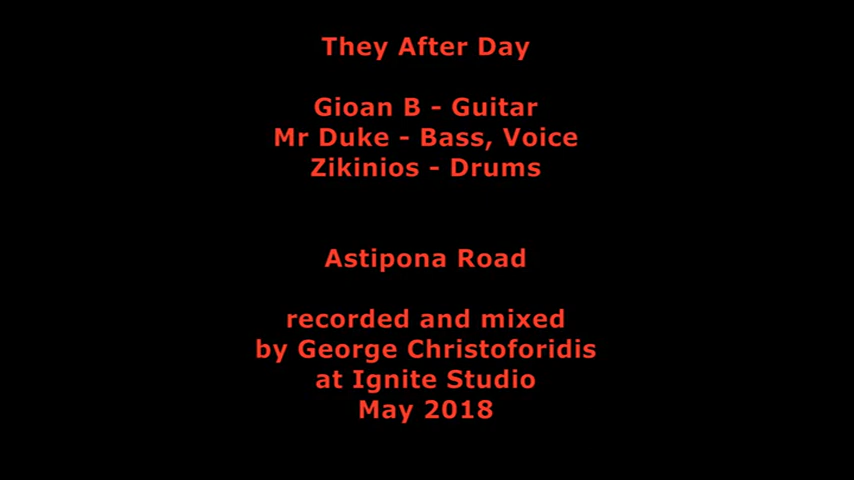 They After Day
Gioan B - Guitar
Mr Duke - Bass, Voice
Zikinios - Drums
Astipona Road
recorded and mixed
by George Christoforidis
at Ignite Studio
May 2018